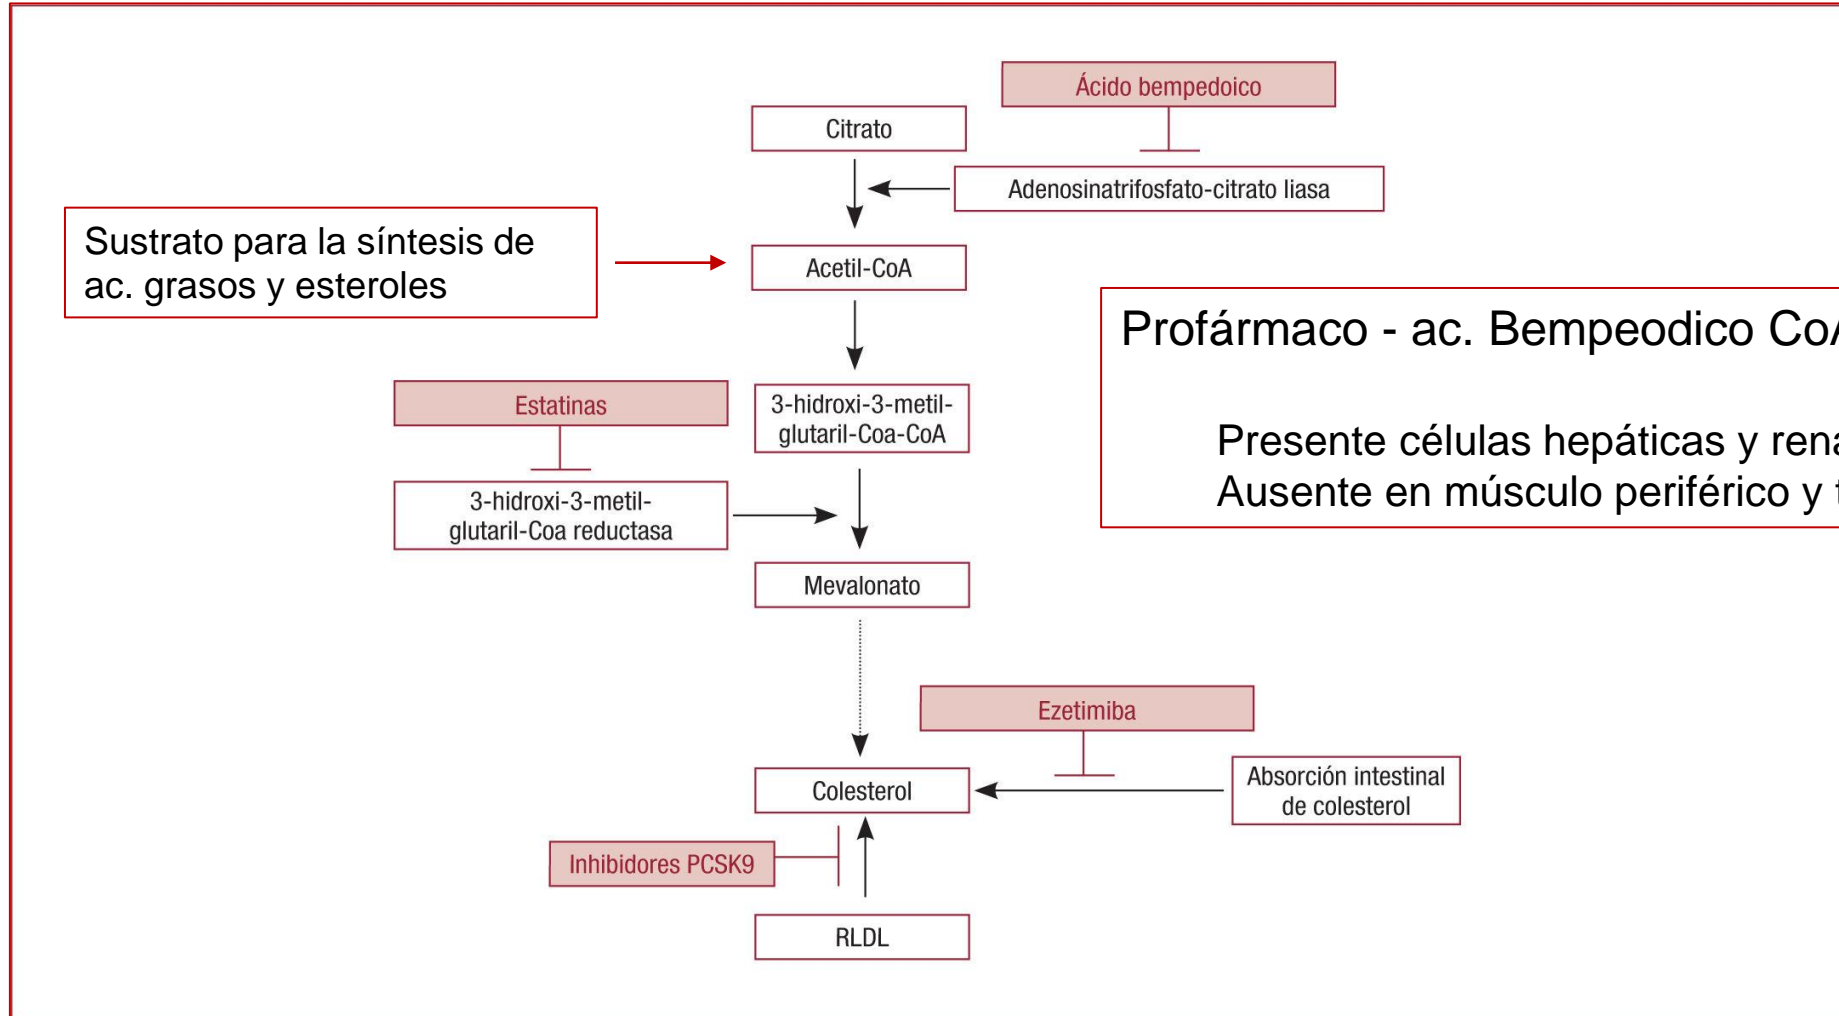 Ácido bempedoico
Citrato
Adenosinatrifosfato-citrato liasa
Sustrato para la síntesis de
ac. grasos y esteroles
Acetil-CoA
Profármaco - ac. Bempeodico Co
Presente células hepáticas y rena
Ausente en músculo periférico y
Estatinas
3-hidroxi-3-metil-
glutaril-Coa-CoA
3-hidroxi-3-metil-
glutaril-Coa reductasa
Mevalonato
Ezetimiba
Colesterol
Absorción intestinal
de colesterol
Inhibidores PCSK9
RLDL